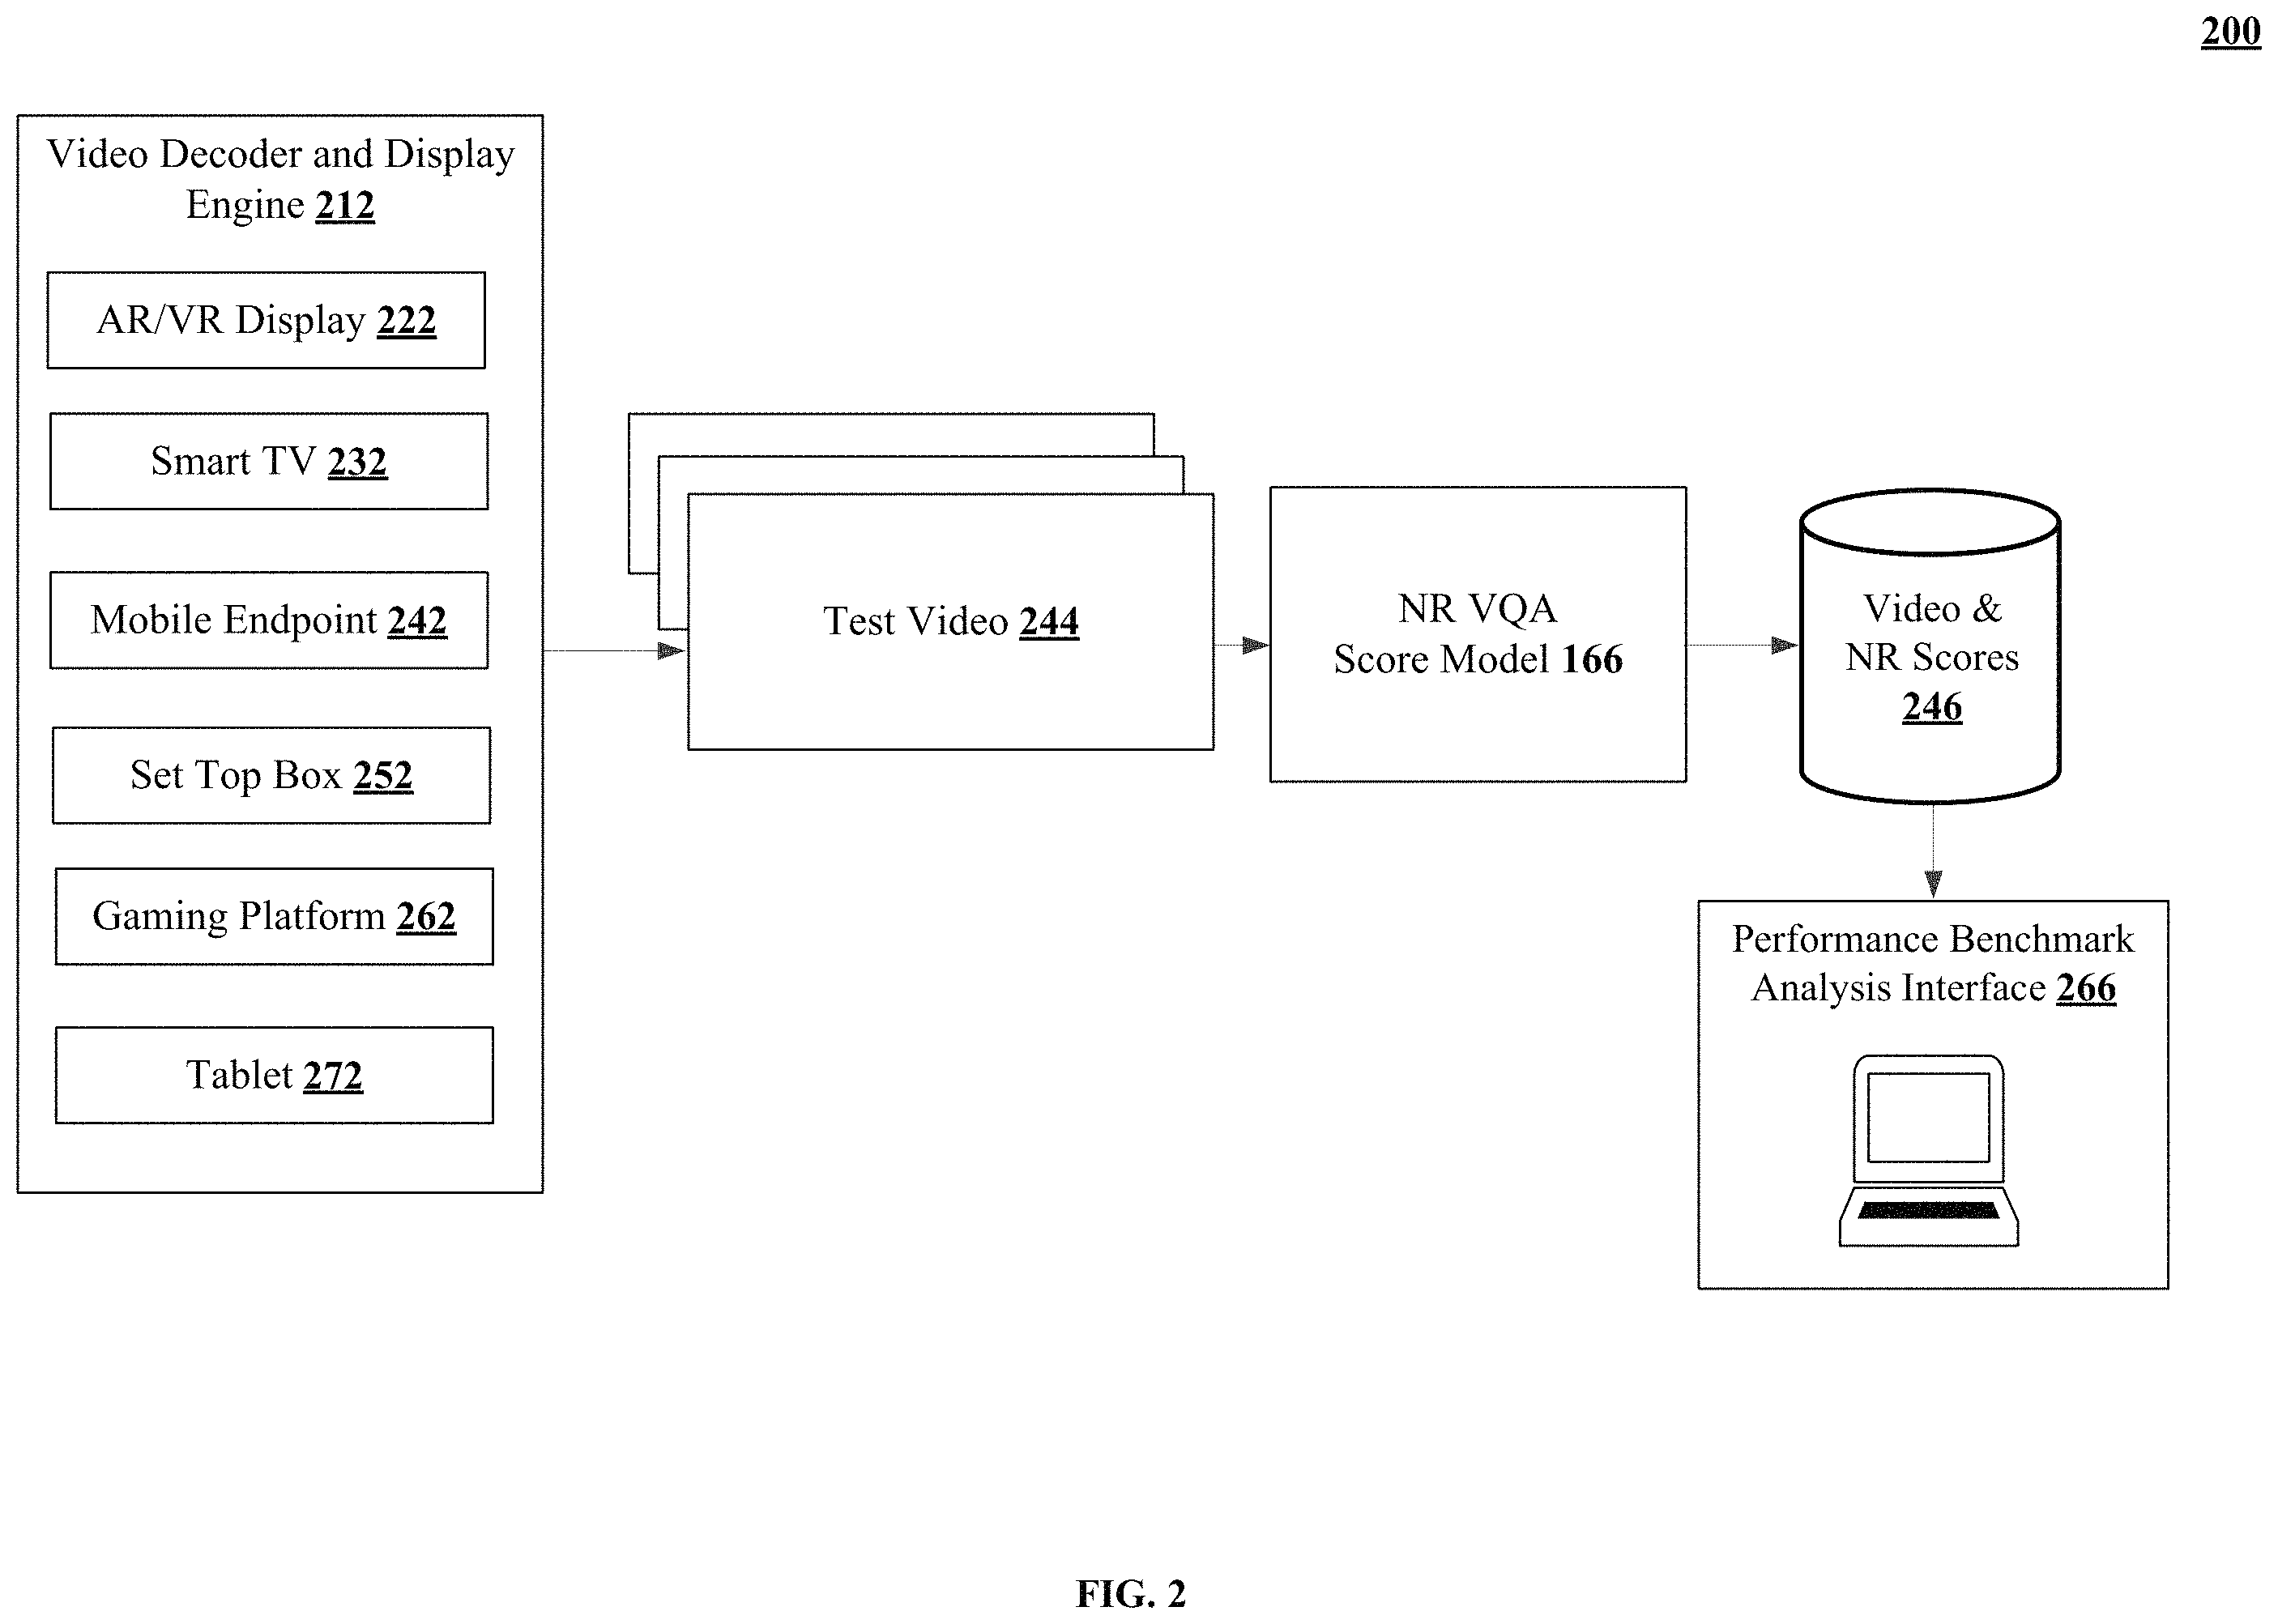 200
Video Decoder and Display
Engine 212
AR/VR Display 222
Smart TV 232
Mobile Endpoint 242
Set Top Box 252
Gaming Platform 262
Tablet 272
Test Video 244
NR VQA
Score Model 166
Video &
NR Scores
246
Performance Benchmark
Analysis Interface 266
FIG. 2